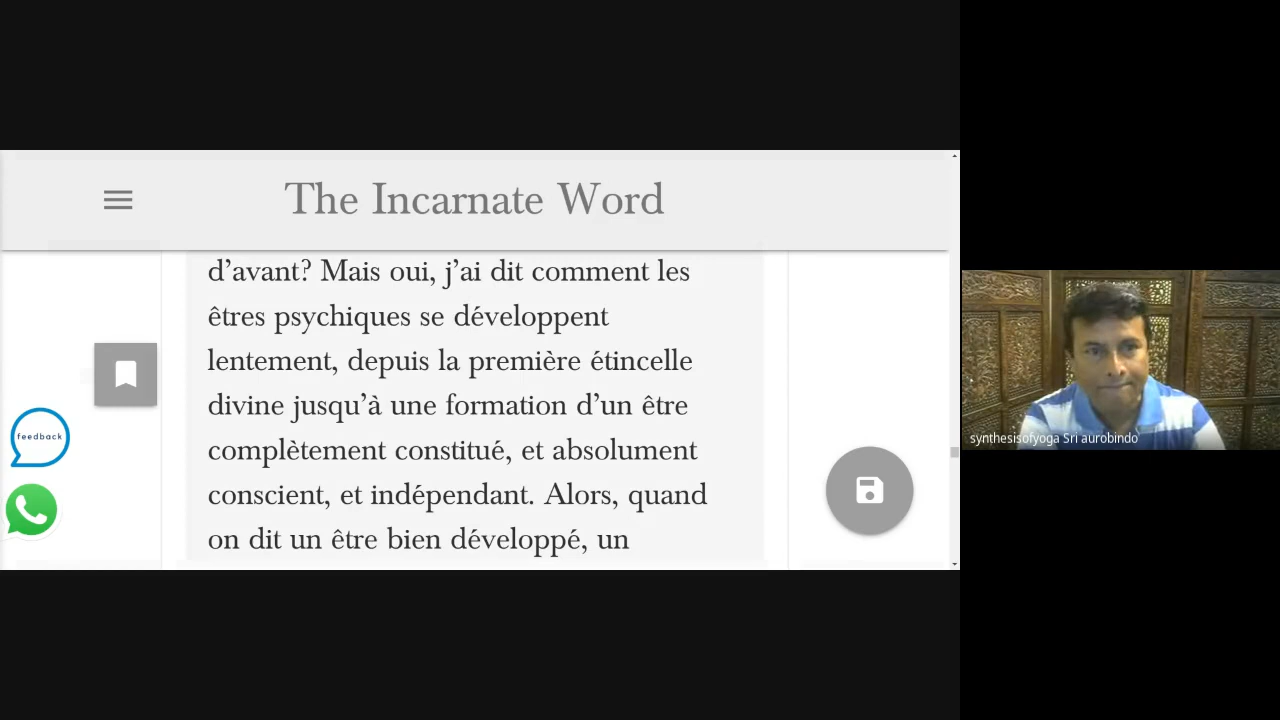 The Incarnate Word
d’avant? Mais oui, j’ai dit comment les
êtres psychiques se développent
lentement, depuis la première étincelle
divine jusqu’à une formation d’un être
complètement constitué, et absolument
conscient, et indépendant. Alors, quand
on dit un être bien développé, un
feedback
synthesisofyoga Sri aurobindo